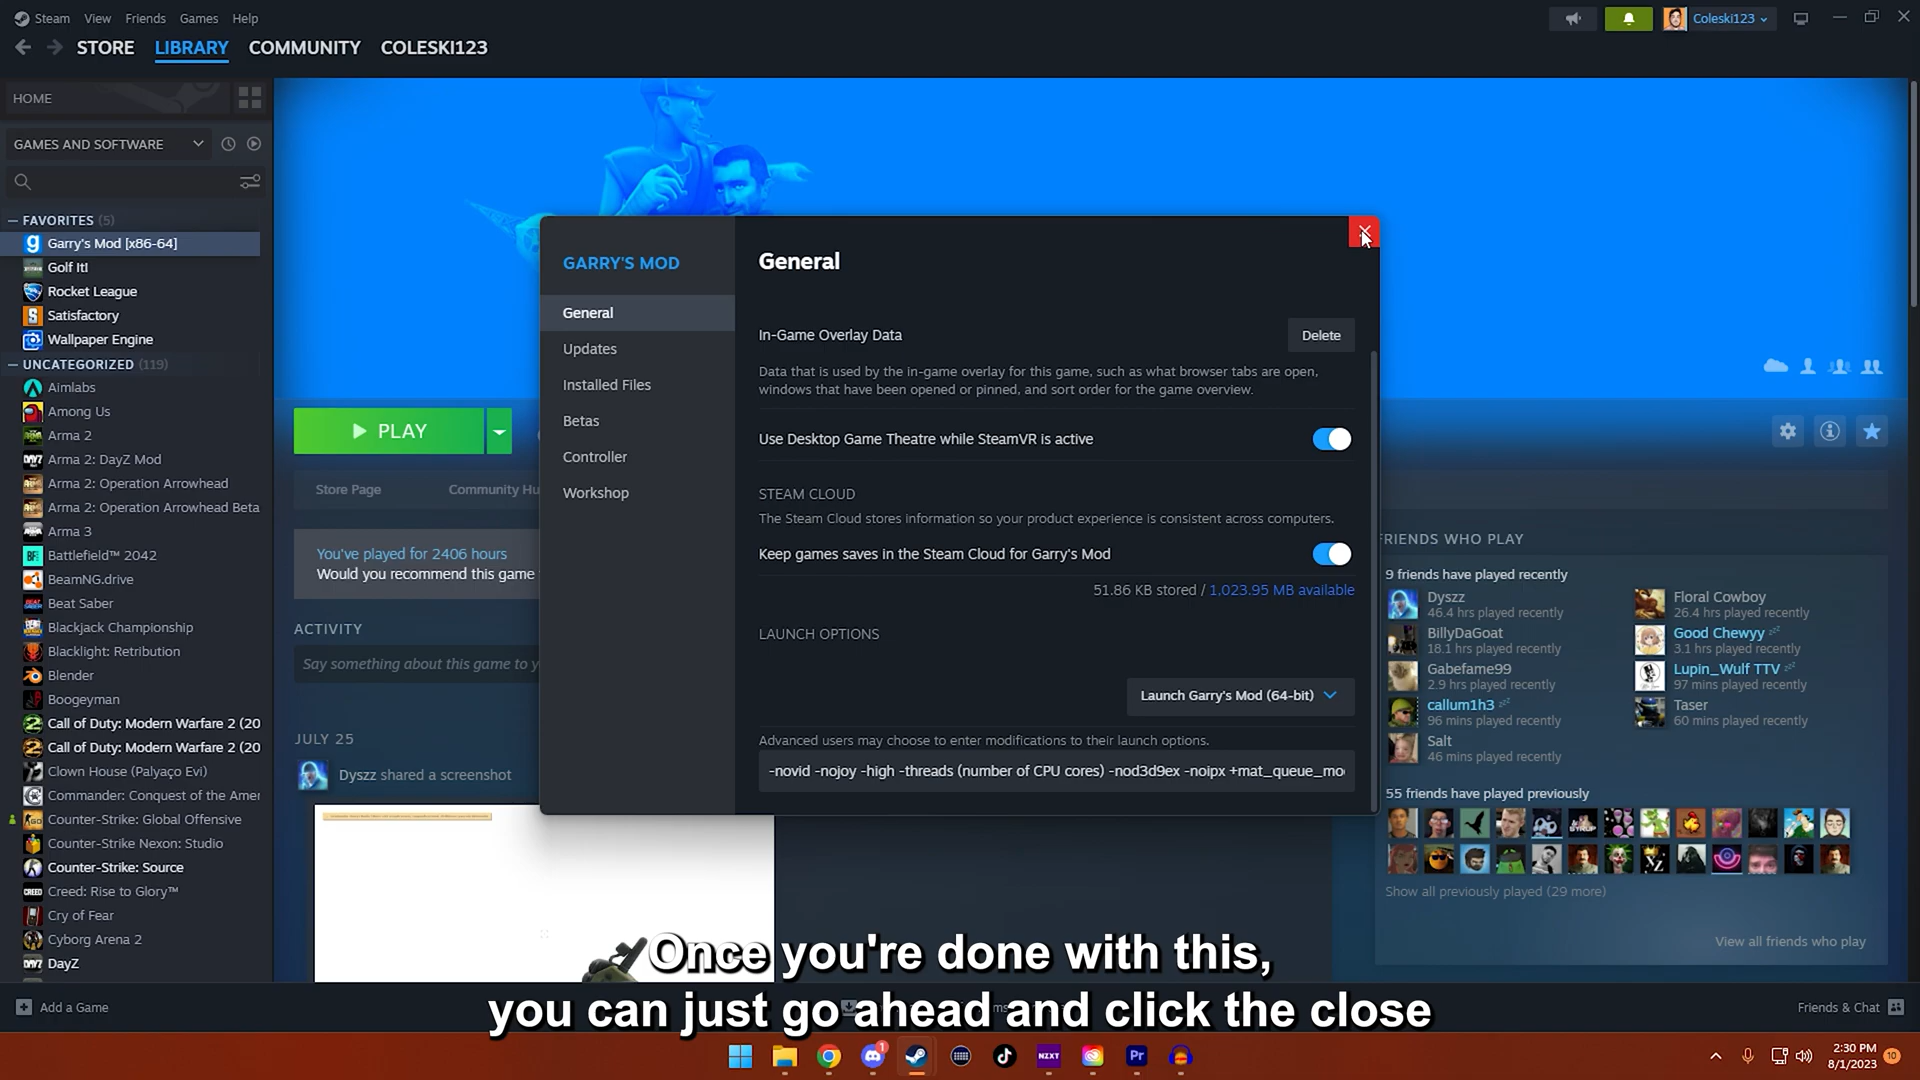 Steam View Friends Games Help
Coleski123
STORE LIBRARY COMMUNITY COLESKI123
HOME
GAMES AND SOFTWARE
FAVORITES (5)
Garry's Mod [x86-64]
Golf It!
Rocket League
Satisfactory
Wallpaper Engine
UNCATEGORIZED (119)
Aimlabs
Among Us
Arma 2
Arma 2: DayZ Mod
Arma 2: Operation Arrowhead
Arma 2: Operation Arrowhead Beta
Arma 3
Battlefield™ 2042
BeamNG.drive
Beat Saber
Blackjack Championship
Blacklight: Retribution
Blender
Boogeyman
Call of Duty: Modern Warfare 2 (20
Call of Duty: Modern Warfare 2 (20
Clown House (Palyaço Evi)
Commander: Conquest of the Amer
Counter-Strike: Global Offensive
Counter-Strike Nexon: Studio
Counter-Strike: Source
Creed: Rise to Glory™
Cry of Fear
Cyborg Arena 2
DayZ
Add a Game
PLAY
Store Page Community Hu
You've played for 2406 hours
Would you recommend this game
ACTIVITY
Say something about this game to y
JULY 25
Dyszz shared a screenshot
GARRY'S MOD
General
Updates
Installed Files
Betas
Controller
Workshop
General
In-Game Overlay Data
Delete
Data that is used by the in-game overlay for this game, such as what browser tabs are open,
windows that have been opened or pinned, and sort order for the game overview.
Use Desktop Game Theatre while SteamVR is active
STEAM CLOUD
The Steam Cloud stores information so your product experience is consistent across computers.
Keep games saves in the Steam Cloud for Garry's Mod
51.86 KB stored / 1,023.95 MB available
LAUNCH OPTIONS
Launch Garry's Mod (64-bit)
Advanced users may choose to enter modifications to their launch options.
-novid -nojoy -high -threads (number of CPU cores) -nod3d9ex -noipx +mat_queue_mo
FRIENDS WHO PLAY
9 friends have played recently
Dyszz
46.4 hrs played recently
Floral Cowboy
26.4 hrs played recently
BillyDaGoat
18.1 hrs played recently
Good Chewyy
3.1 hrs played recently
Gabefame99
2.9 hrs played recently
Lupin_Wulf TTV
97 mins played recently
callum1h3
96 mins played recently
Taser
60 mins played recently
Salt
46 mins played recently
55 friends have played previously
Show all previously played (29 more)
View all friends who play
Friends & Chat
Once you're done with this,
you can just go ahead and click the close
NZXT
Pr
2:30 PM
8/1/2023
10